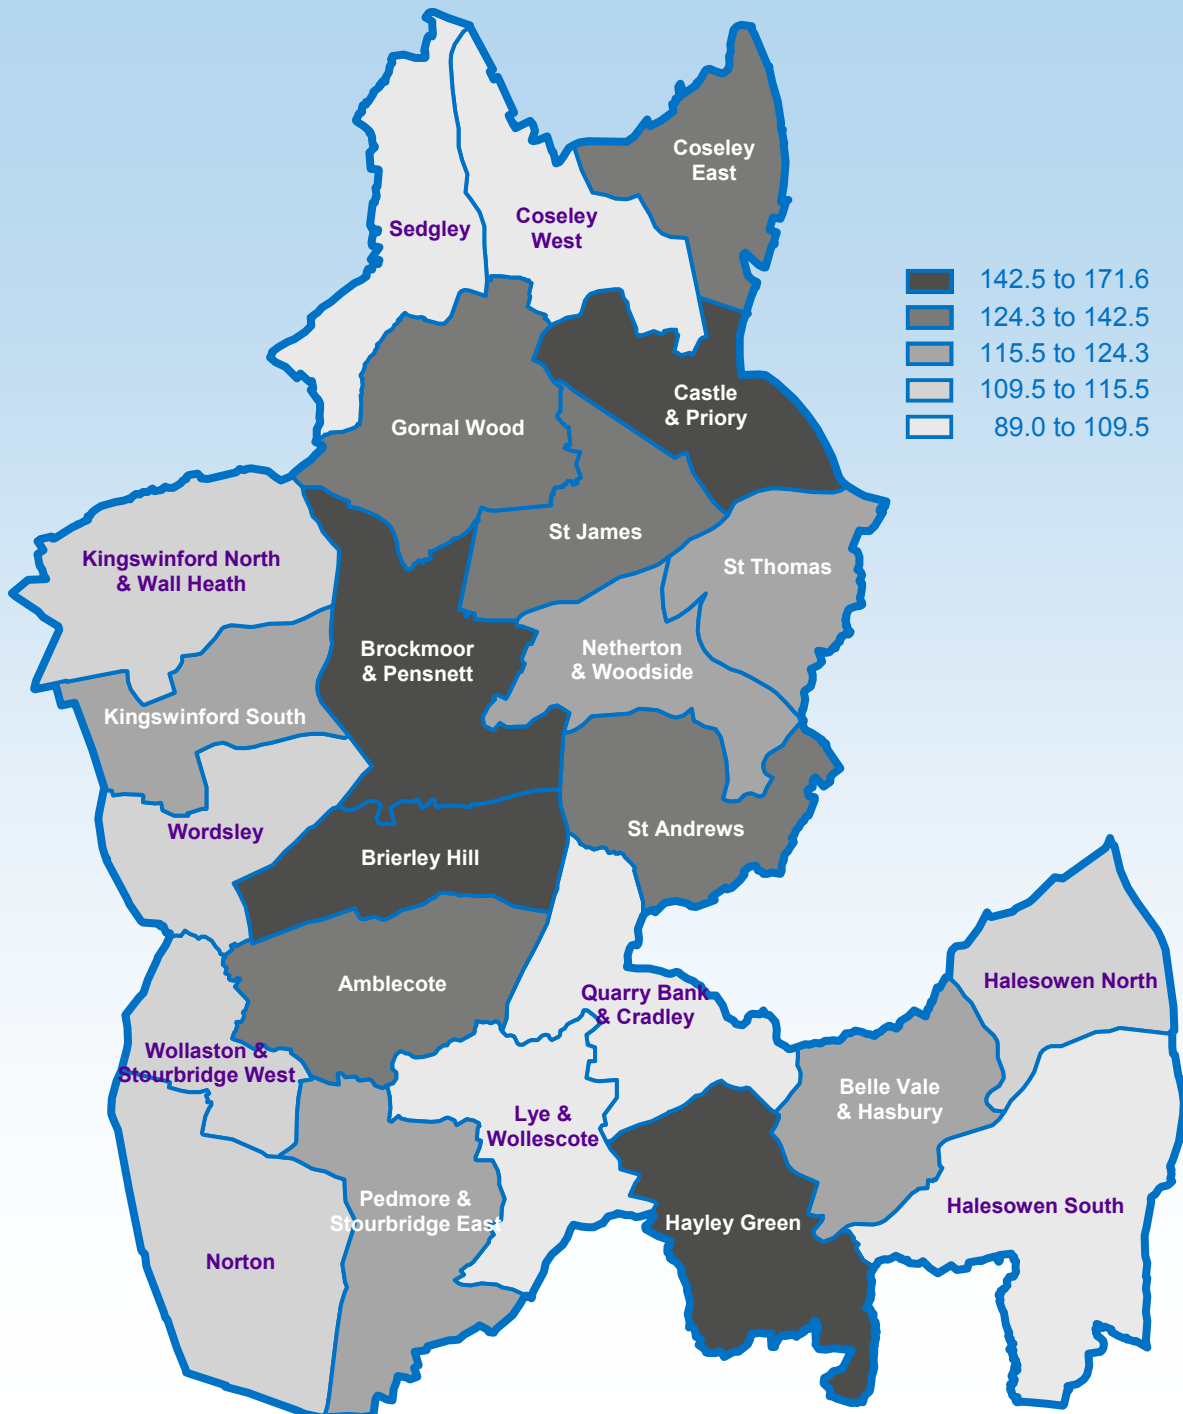 Coseley
East
Sedgley
Coseley
West
142.5 to 171.6
124.3 to 142.5
115.5 to 124.3
109.5 to 115.5
89.0 to 109.5
Castle
& Priory
Gornal Wood
St James
St Thomas
Kingswinford North
& Wall Heath
Brockmoor
& Pensnett
Netherton
& Woodside
Kingswinford South
Wordsley
St Andrews
Brierley Hill
Amblecote
Quarry Bank
& Cradley
Halesowen North
Wollaston &
Stourbridge West
Lye &
Wollescote
Belle Vale
& Hasbury
Pedmore &
Stourbridge East
Hayley Green
Halesowen South
Norton